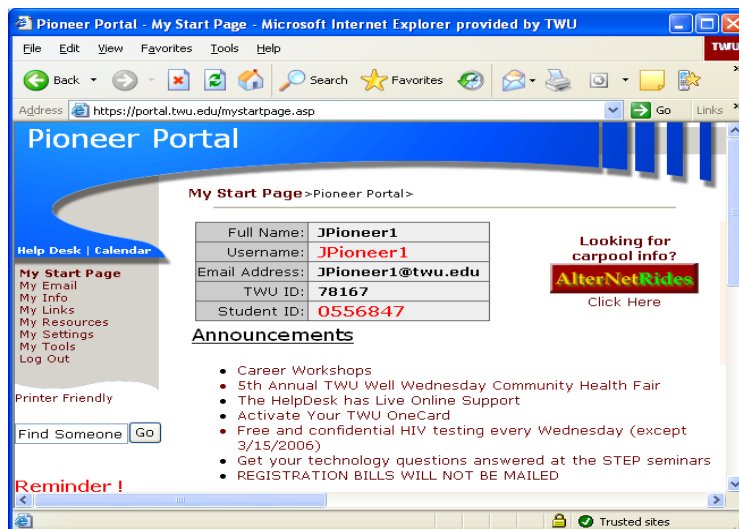 Pioneer Portal - My Start Page - Microsoft Internet Explorer provided by TWU
File Edit View Favorites Tools Help
TWU
Back Search Favorites
Address https://portal.twu.edu/mystartpage.asp Go Links
Pioneer Portal
My Start Page>Pioneer Portal>
Help Desk | Calendar
My Start Page
My Email
My Info
My Links
My Resources
My Settings
My Tools
Log Out
Printer Friendly
Find Someone Go
Reminder !
Full Name: JPioneer1
Username: JPioneer1
Email Address: JPioneer1@twu.edu
TWU ID: 78167
Student ID: 0556847
Looking for
carpool info?
AlterNetRides
Click Here
Announcements
Career Workshops
5th Annual TWU Well Wednesday Community Health Fair
The HelpDesk has Live Online Support
Activate Your TWU OneCard
Free and confidential HIV testing every Wednesday (except
3/15/2006)
Get your technology questions answered at the STEP seminars
REGISTRATION BILLS WILL NOT BE MAILED
Trusted sites